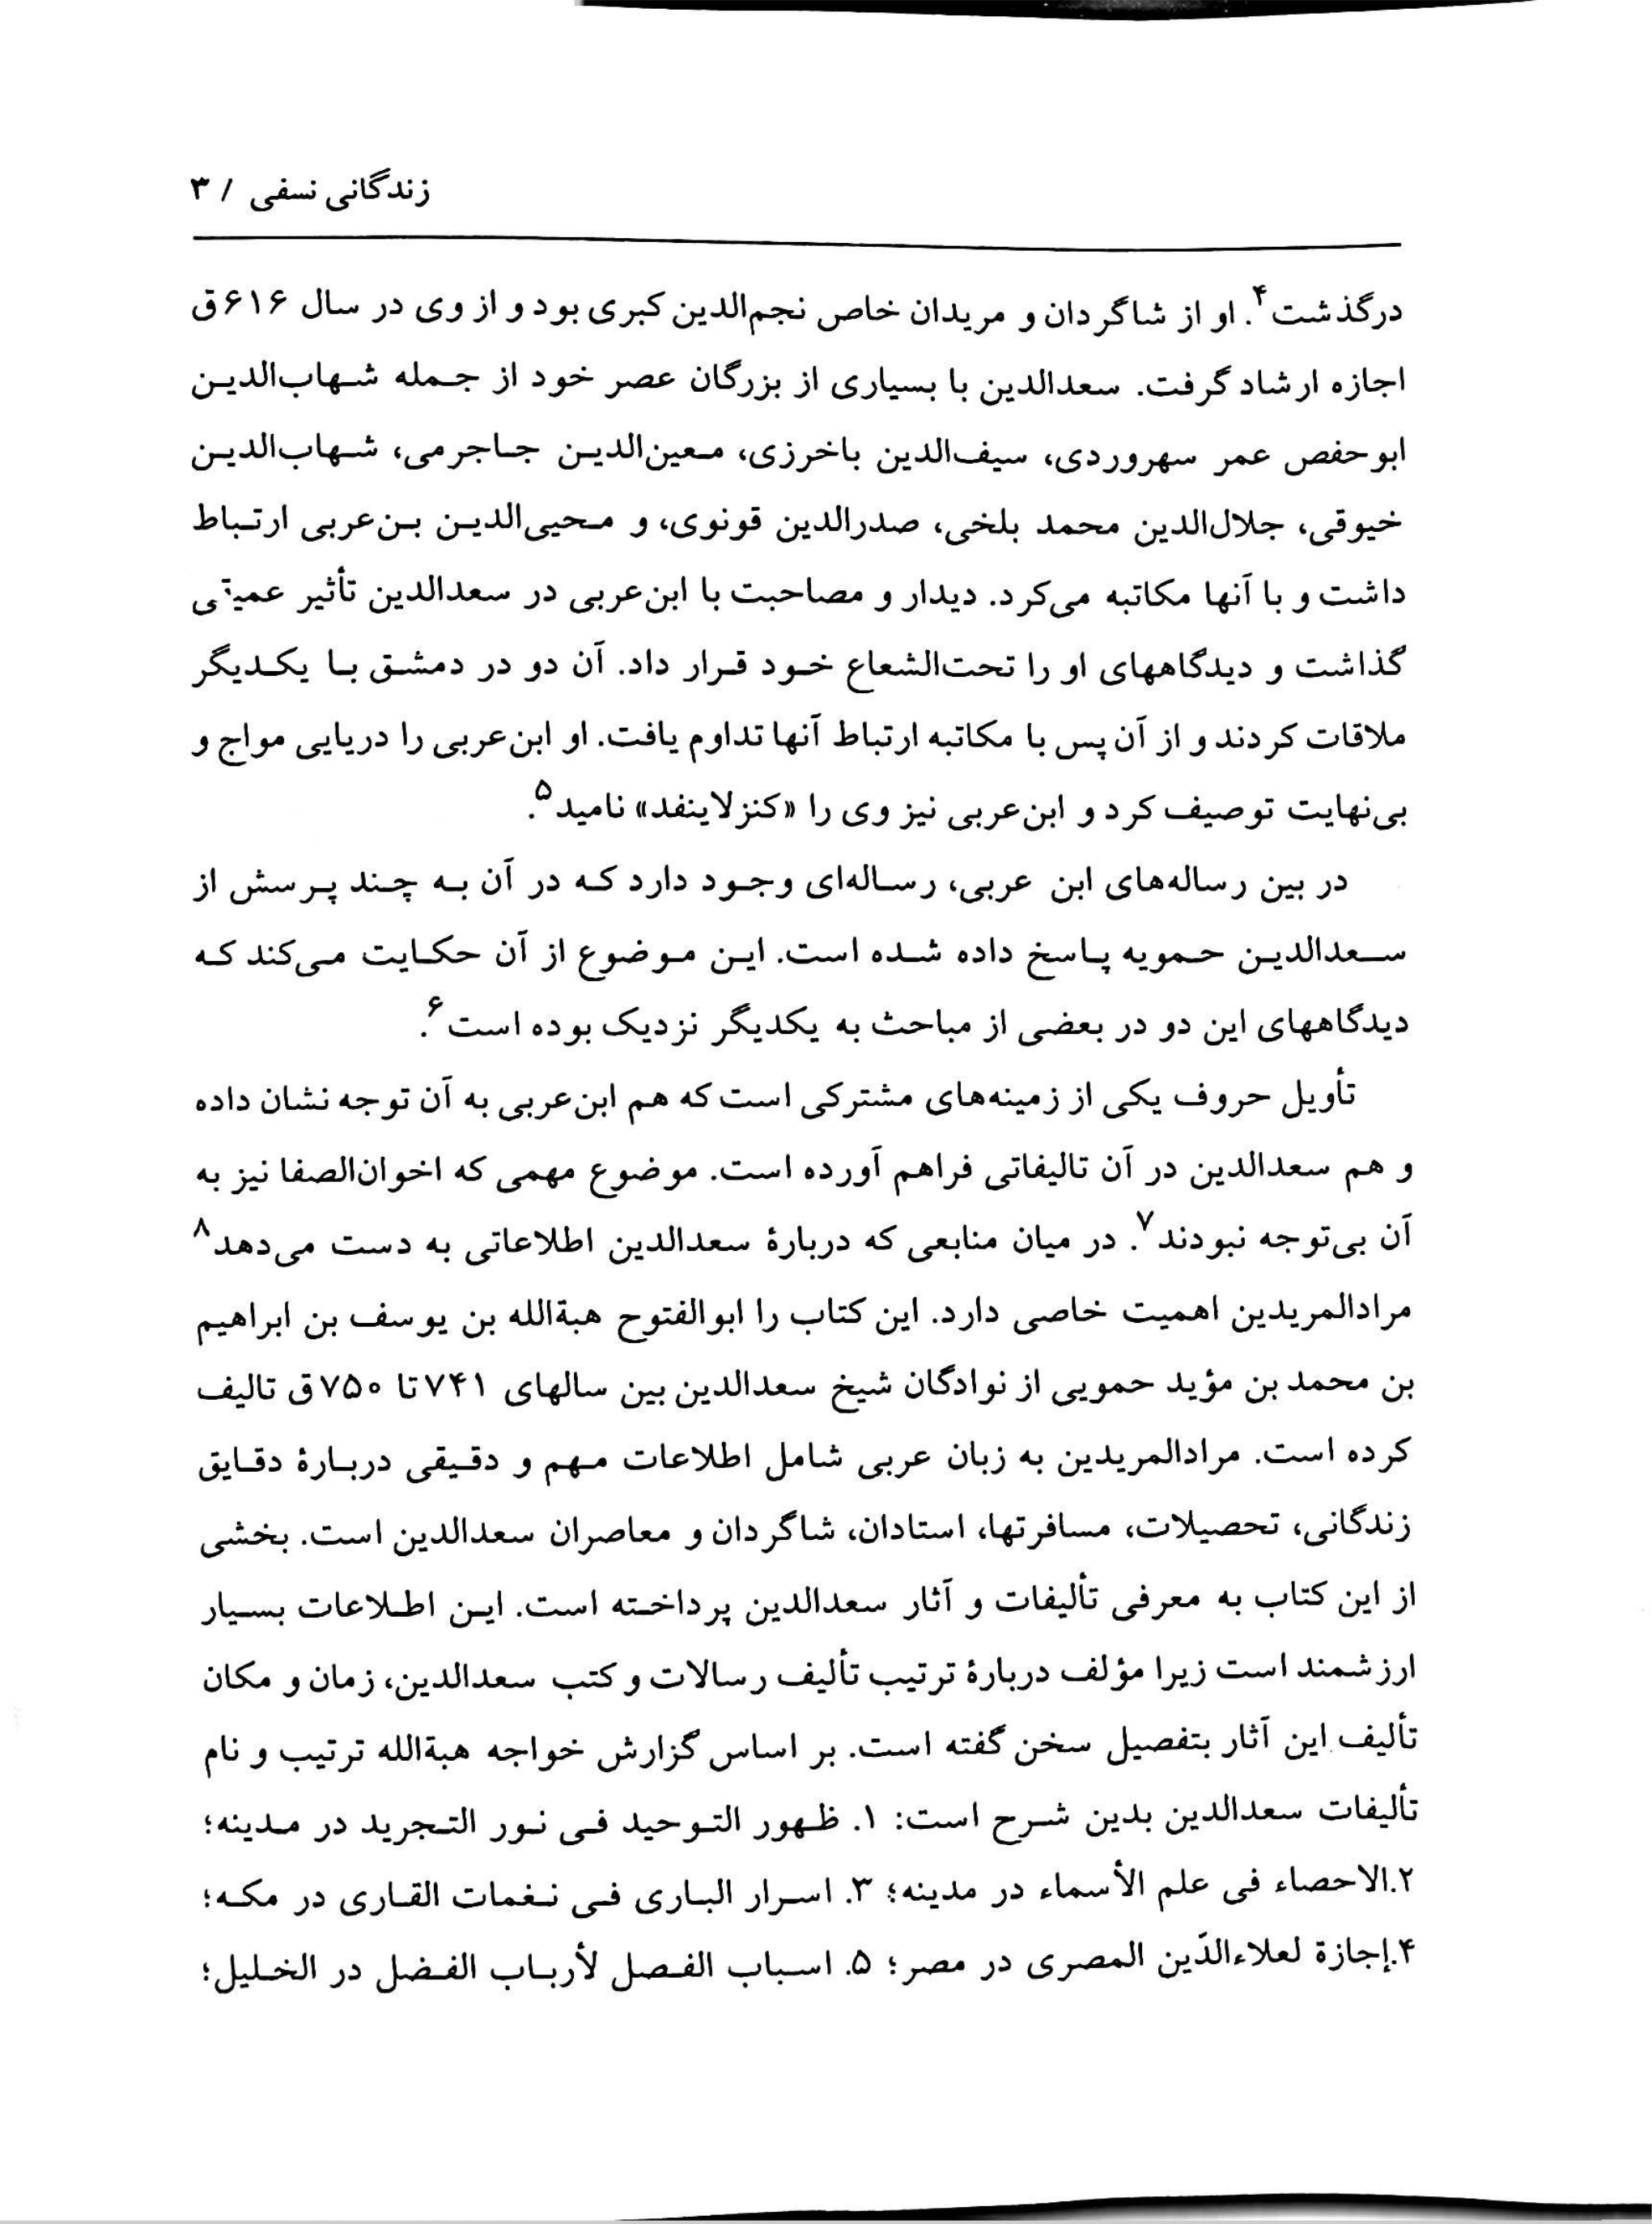 زندگانی نسفی / ۳
درگذشت۴. او از شاگردان و مریدان خاص نجم‌الدین کبری بود و از وی در سال ۶۱۶ق
اجازه ارشاد گرفت. سعدالدین با بسیاری از بزرگان عصر خود از جمله شهاب‌الدین
ابوحفص عمر سهروردی، سیف‌الدین باخرزی، معین‌الدین جاجرمی، شهاب‌الدین
خیوقی، جلال‌الدین محمد بلخی، صدرالدین قونوی، و محیی‌الدین بن‌عربی ارتباط
داشت و با آنها مکاتبه می‌کرد. دیدار و مصاحبت با ابن‌عربی در سعدالدین تأثیر عمیقی
گذاشت و دیدگاههای او را تحت‌الشعاع خود قرار داد. آن دو در دمشق با یکدیگر
ملاقات کردند و از آن پس با مکاتبه ارتباط آنها تداوم یافت. او ابن‌عربی را دریایی مواج و
بی‌نهایت توصیف کرد و ابن‌عربی نیز وی را «کنز لاینفد» نامید۵.
در بین رساله‌های ابن عربی، رساله‌ای وجود دارد که در آن به چند پرسش از
سعدالدین حمویه پاسخ داده شده است. این موضوع از آن حکایت می‌کند که
دیدگاههای این دو در بعضی از مباحث به یکدیگر نزدیک بوده است۶.
تأویل حروف یکی از زمینه‌های مشترکی است که هم ابن‌عربی به آن توجه نشان داده
و هم سعدالدین در آن تالیفاتی فراهم آورده است. موضوع مهمی که اخوان‌الصفا نیز به
آن بی‌توجه نبودند۷. در میان منابعی که دربارهٔ سعدالدین اطلاعاتی به دست می‌دهد۸
مرادالمریدین اهمیت خاصی دارد. این کتاب را ابوالفتوح هبةالله بن یوسف بن ابراهیم
بن محمد بن مؤید حمویی از نوادگان شیخ سعدالدین بین سالهای ۷۴۱ تا ۷۵۰ق تالیف
کرده است. مرادالمریدین به زبان عربی شامل اطلاعات مهم و دقیقی دربارهٔ دقایق
زندگانی، تحصیلات، مسافرتها، استادان، شاگردان و معاصران سعدالدین است. بخشی
از این کتاب به معرفی تألیفات و آثار سعدالدین پرداخته است. این اطلاعات بسیار
ارزشمند است زیرا مؤلف دربارهٔ ترتیب تألیف رسالات و کتب سعدالدین، زمان و مکان
تألیف این آثار بتفصیل سخن گفته است. بر اساس گزارش خواجه هبةالله ترتیب و نام
تألیفات سعدالدین بدین شرح است: ۱. ظهور التوحید فی نور التجرید در مدینه؛
۲.الاحصاء فی علم الأسماء در مدینه؛ ۳. اسرار الباری فی نغمات القاری در مکه؛
۴.إجازة لعلاءالدّین المصری در مصر؛ ۵. اسباب الفصل لأرباب الفضل در الخلیل؛